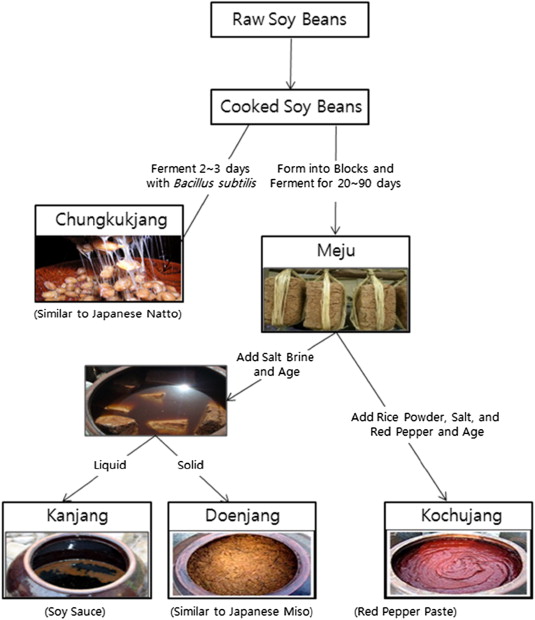 Raw Soy Beans
Cooked Soy Beans
Ferment 2~3 days
with Bacillus subtilis
Form into Blocks and
Ferment for 20~90 days
Chungkukjang
(Similar to Japanese Natto)
Meju
Add Salt Brine
and Age
Add Rice Powder, Salt, and
Red Pepper and Age
Liquid
Solid
Kanjang
(Soy Sauce)
Doenjang
(Similar to Japanese Miso)
Kochujang
(Red Pepper Paste)